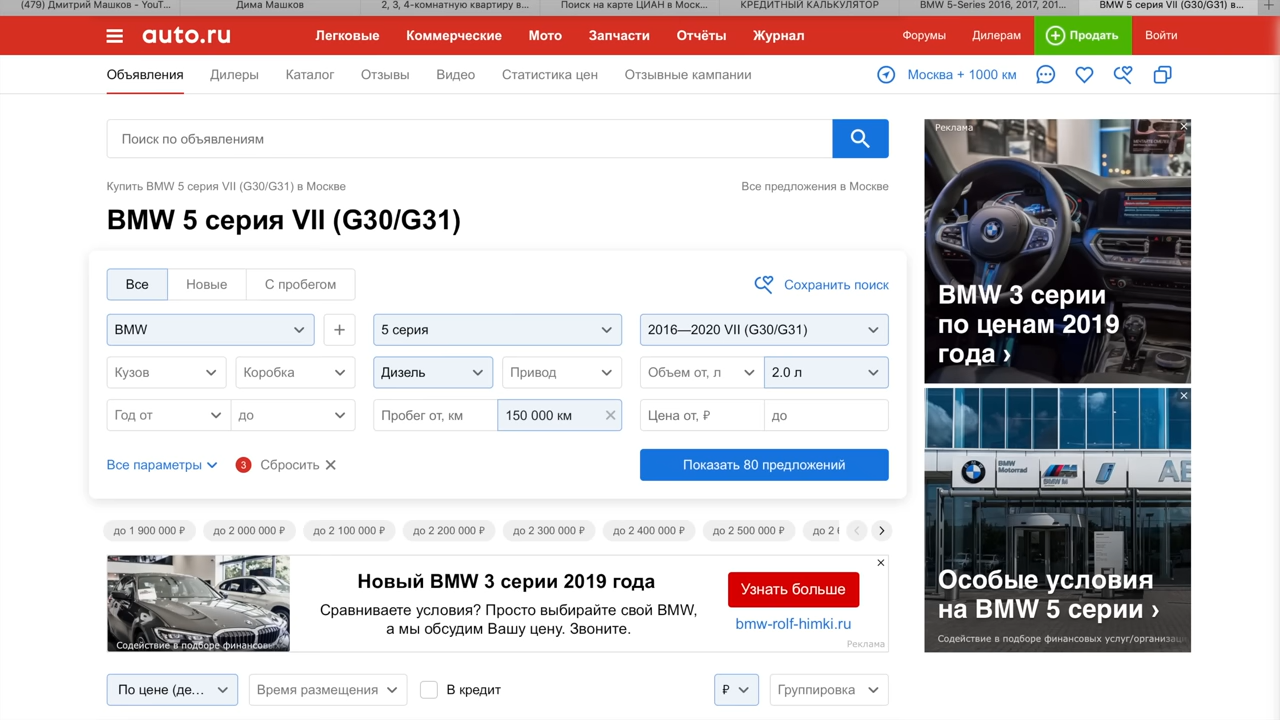 (479) Дмитрий Машков - YouT...
Дима Машков
2, 3, 4-комнатную квартиру в...
Поиск на карте ЦИАН в Моск...
КРЕДИТНЫЙ КАЛЬКУЛЯТОР
BMW 5-Series 2016, 2017, 201...
BMW 5 серия VII (G30/G31) в...
auto.ru
Легковые
Коммерческие
Мото
Запчасти
Отчёты
Журнал
Форумы
Дилерам
Продать
Войти
Объявления
Дилеры
Каталог
Отзывы
Видео
Статистика цен
Отзывные кампании
Москва + 1000 км
Поиск по объявлениям
Купить BMW 5 серия VII (G30/G31) в Москве
Все предложения в Москве
BMW 5 серия VII (G30/G31)
Все
Новые
С пробегом
Сохранить поиск
BMW
5 серия
2016—2020 VII (G30/G31)
Кузов
Коробка
Дизель
Привод
Объем от, л
2.0 л
Год от
до
Пробег от, км
150 000 км
Цена от, ₽
до
Все параметры
3
Сбросить
Показать 80 предложений
до 1 900 000 ₽
до 2 000 000 ₽
до 2 100 000 ₽
до 2 200 000 ₽
до 2 300 000 ₽
до 2 400 000 ₽
до 2 500 000 ₽
до 2 6
Новый BMW 3 серии 2019 года
Сравниваете условия? Просто выбирайте свой BMW,
а мы обсудим Вашу цену. Звоните.
Содействие в подборе финансовы
Узнать больше
bmw-rolf-himki.ru
Реклама
По цене (де...
Время размещения
В кредит
₽
Группировка
Реклама
BMW 3 серии
по ценам 2019
года ›
BMW
Motorrad
BMW M
BMW i
Особые условия
на BMW 5 серии ›
Содействие в подборе финансовых услуг/организаци